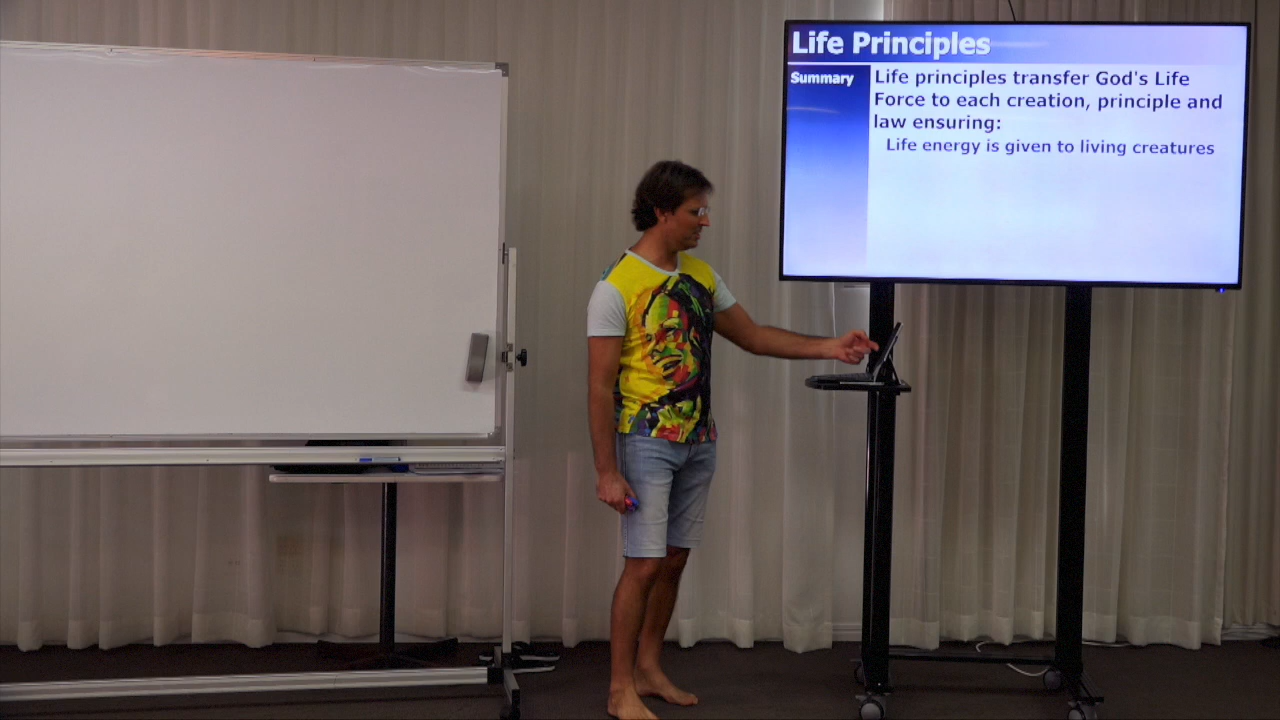 Life Principles
Summary
Life principles transfer God's Life
Force to each creation, principle and
law ensuring:
Life energy is given to living creatures